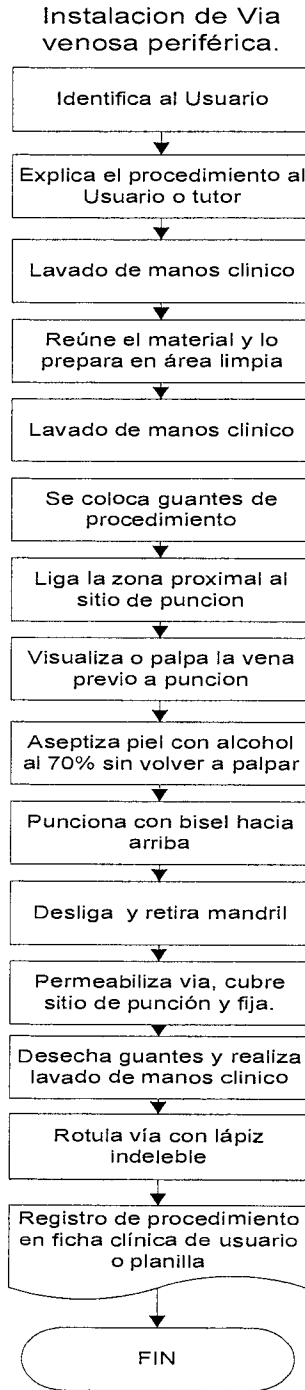 Instalacion de Via
venosa periférica.
Identifica al Usuario
Explica el procedimiento al
Usuario o tutor
Lavado de manos clinico
Reúne el material y lo
prepara en área limpia
Lavado de manos clinico
Se coloca guantes de
procedimiento
Liga la zona proximal al
sitio de puncion
Visualiza o palpa la vena
previo a puncion
Aseptiza piel con alcohol
al 70% sin volver a palpar
Punciona con bisel hacia
arriba
Desliga y retira mandril
Permeabiliza via, cubre
sitio de punción y fija.
Desecha guantes y realiza
lavado de manos clinico
Rotula vía con lápiz
indeleble
Registro de procedimiento
en ficha clínica de usuario
o planilla
FIN